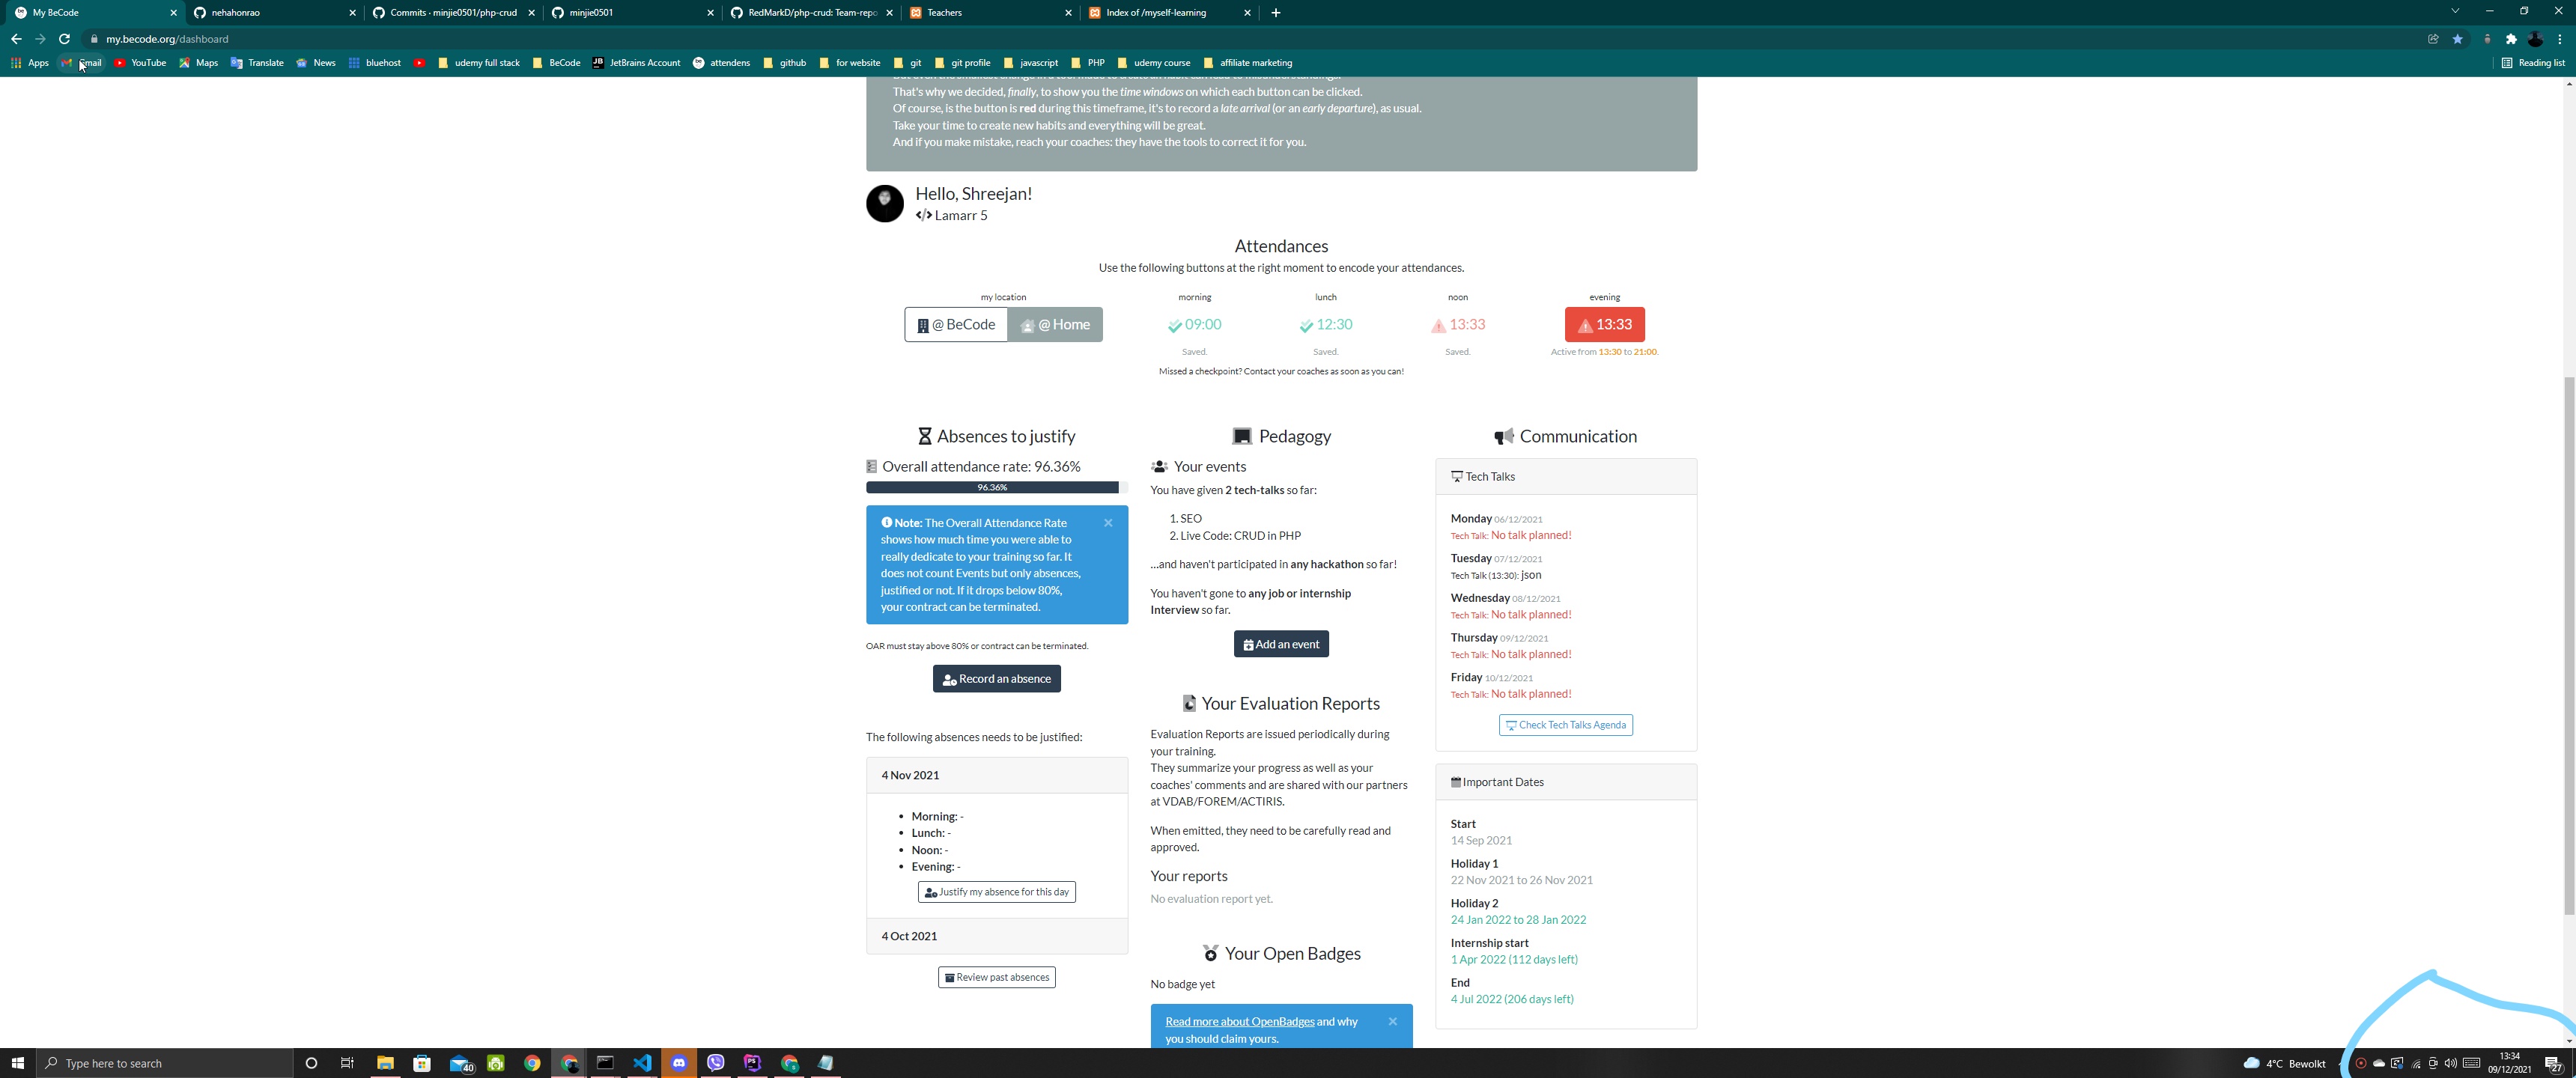 My BeCode
nehahonrao
Commits · minjie0501/php-crud
minjie0501
RedMarkD/php-crud: Team-repo
Teachers
Index of /myself-learning
my.becode.org/dashboard
Apps
Gmail
YouTube
Maps
Translate
News
bluehost
udemy full stack
BeCode
JetBrains Account
attendens
github
for website
git
git profile
javascript
PHP
udemy course
affiliate marketing
Reading list
That's why we decided, finally, to show you the time windows on which each button can be clicked.
Of course, is the button is red during this timeframe, it's to record a late arrival (or an early departure), as usual.
Take your time to create new habits and everything will be great.
And if you make mistake, reach your coaches: they have the tools to correct it for you.
Hello, Shreejan!
</> Lamarr 5
Attendances
Use the following buttons at the right moment to encode your attendances.
my location
morning
lunch
noon
evening
@ BeCode
@ Home
09:00
12:30
13:33
13:33
Saved.
Saved.
Saved.
Active from 13:30 to 21:00.
Missed a checkpoint? Contact your coaches as soon as you can!
Absences to justify
Overall attendance rate: 96.36%
96.36%
Note: The Overall Attendance Rate
shows how much time you were able to
really dedicate to your training so far. It
does not count Events but only absences,
justified or not. If it drops below 80%,
your contract can be terminated.
OAR must stay above 80% or contract can be terminated.
Record an absence
The following absences needs to be justified:
4 Nov 2021
• Morning: -
• Lunch: -
• Noon: -
• Evening: -
Justify my absence for this day
4 Oct 2021
Review past absences
Pedagogy
Your events
You have given 2 tech-talks so far:
1. SEO
2. Live Code: CRUD in PHP
...and haven't participated in any hackathon so far!
You haven't gone to any job or internship
Interview so far.
Add an event
Your Evaluation Reports
Evaluation Reports are issued periodically during
your training.
They summarize your progress as well as your
coaches' comments and are shared with our partners
at VDAB/FOREM/ACTIRIS.
When emitted, they need to be carefully read and
approved.
Your reports
No evaluation report yet.
Your Open Badges
No badge yet
Read more about OpenBadges and why
you should claim yours.
Communication
Tech Talks
Monday 06/12/2021
Tech Talk: No talk planned!
Tuesday 07/12/2021
Tech Talk (13:30): json
Wednesday 08/12/2021
Tech Talk: No talk planned!
Thursday 09/12/2021
Tech Talk: No talk planned!
Friday 10/12/2021
Tech Talk: No talk planned!
Check Tech Talks Agenda
Important Dates
Start
14 Sep 2021
Holiday 1
22 Nov 2021 to 26 Nov 2021
Holiday 2
24 Jan 2022 to 28 Jan 2022
Internship start
1 Apr 2022 (112 days left)
End
4 Jul 2022 (206 days left)
Type here to search
40
4°C Bewolkt
13:34
09/12/2021
27